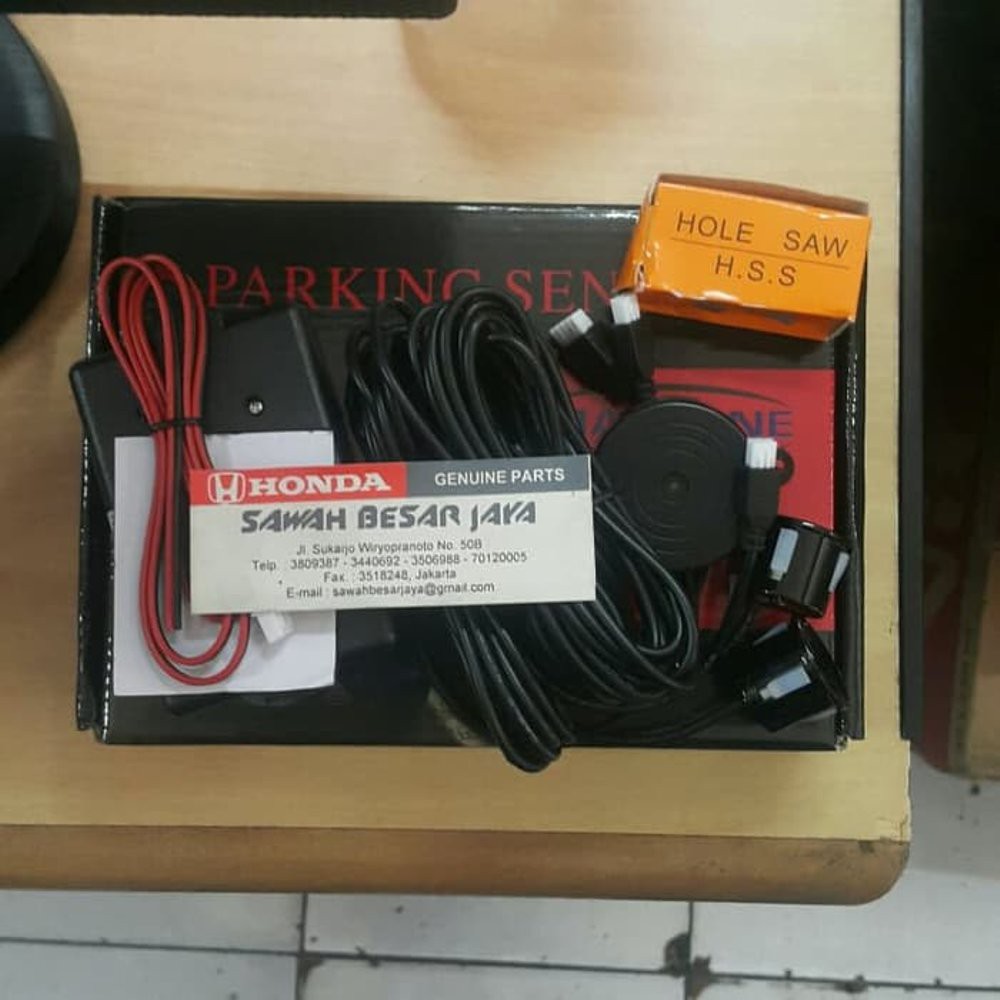 HOLE SAW
H.S.S
PARKING SEN
HONDA
GENUINE PARTS
SAWAH BESAR JAYA
Jl. Sukarjo Wiryopranoto No. 50B
Telp. : 3809387 - 3440692 - 3506988 - 70120005
Fax. : 3518248, Jakarta
E-mail : sawahbesarjaya@gmail.com